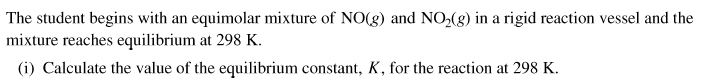 The student begins with an equimolar mixture of NO(g) and NO₂(g) in a rigid reaction vessel and the
mixture reaches equilibrium at 298 K.
(i) Calculate the value of the equilibrium constant, K, for the reaction at 298 K.